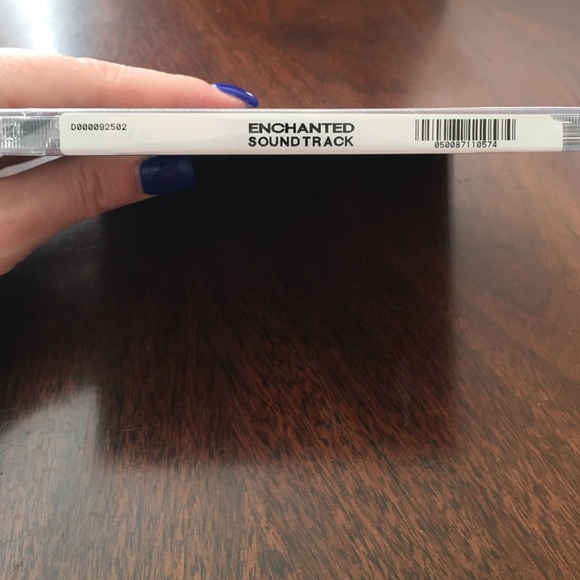 D000092502
ENCHANTED
SOUNDTRACK
050087110574